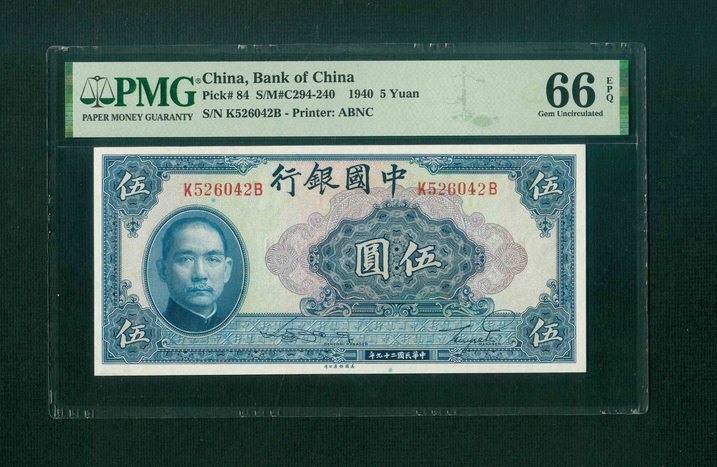 PMG
PAPER MONEY GUARANTY
China, Bank of China
Pick# 84 S/M#C294-240 1940 5 Yuan
S/N K526042B - Printer: ABNC
66 EPQ
Gem Uncirculated
伍 行銀國中 伍
K526042B K526042B
圓伍
伍 伍
年九十二國民華中